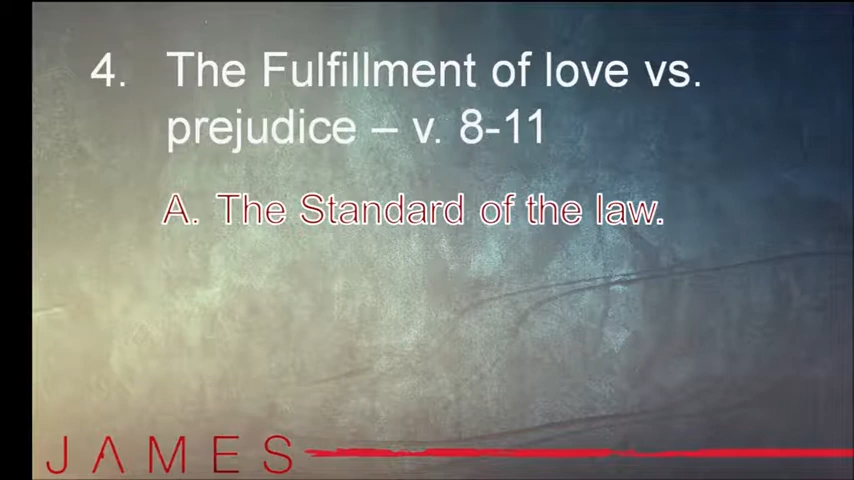 4. The Fulfillment of love vs.
prejudice – v. 8-11
A. The Standard of the law.
JAMES